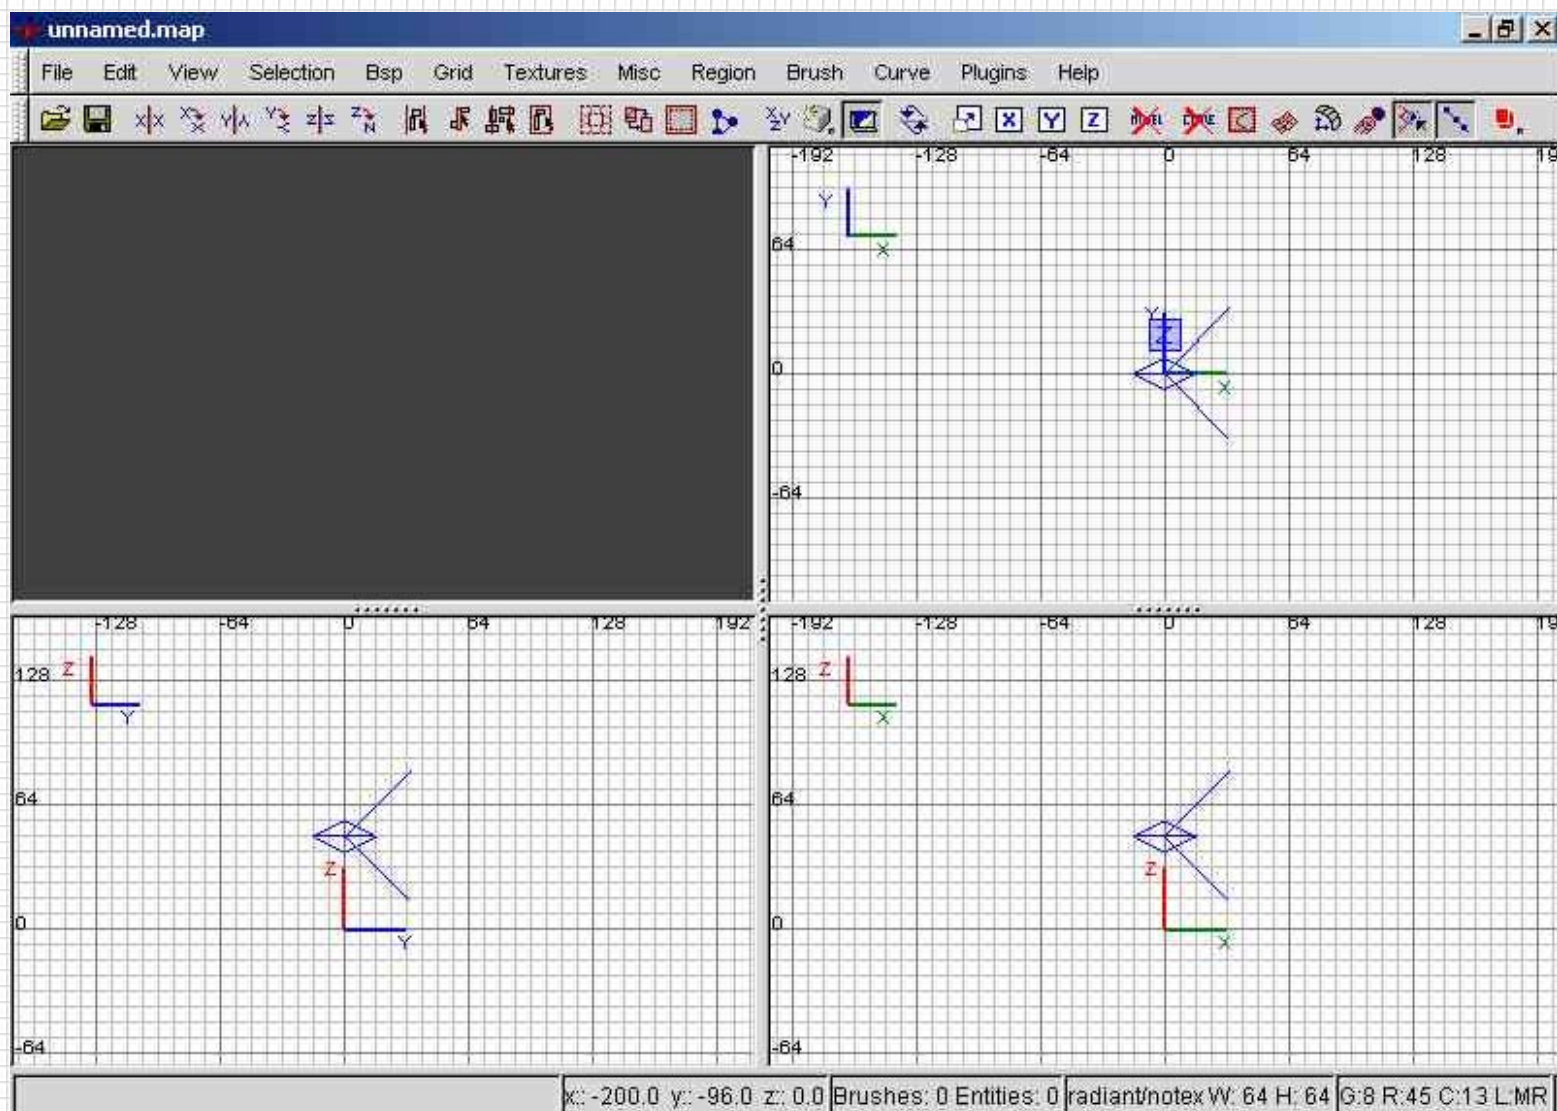 unnamed.map
File Edit View Selection Bsp Grid Textures Misc Region Brush Curve Plugins Help
-192 -128 -64 0 64 128 19
Y
X
64
Y
Z
0
X
-64
-128 -64 0 64 128 192
128 Z
Y
64
Z
0
Y
-64
-192 -128 -64 0 64 128 19
128 Z
X
64
Z
0
X
-64
x:: -200.0 y:: -96.0 z:: 0.0 Brushes: 0 Entities: 0 radiant/notex W: 64 H: 64 G:8 R:45 C:13 L:MR